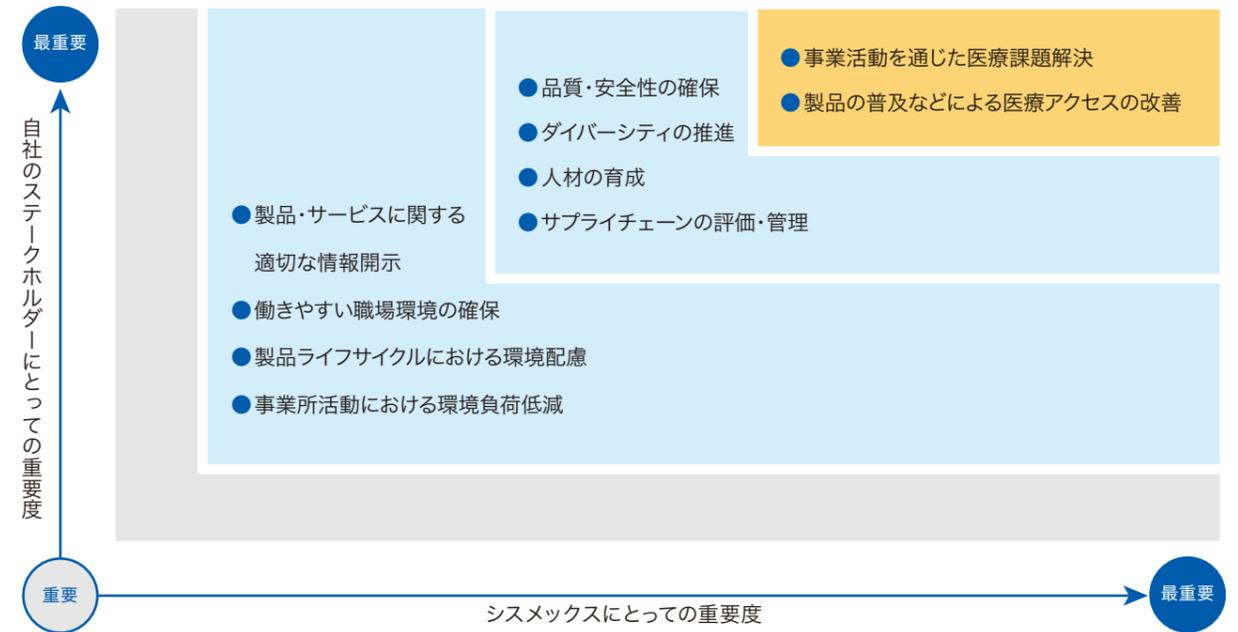 最重要
自社のステークホルダーにとっての重要度
●事業活動を通じた医療課題解決
●製品の普及などによる医療アクセスの改善
●品質・安全性の確保
●ダイバーシティの推進
●人材の育成
●サプライチェーンの評価・管理
●製品・サービスに関する
適切な情報開示
●働きやすい職場環境の確保
●製品ライフサイクルにおける環境配慮
●事業所活動における環境負荷低減
重要
シスメックスにとっての重要度
最重要